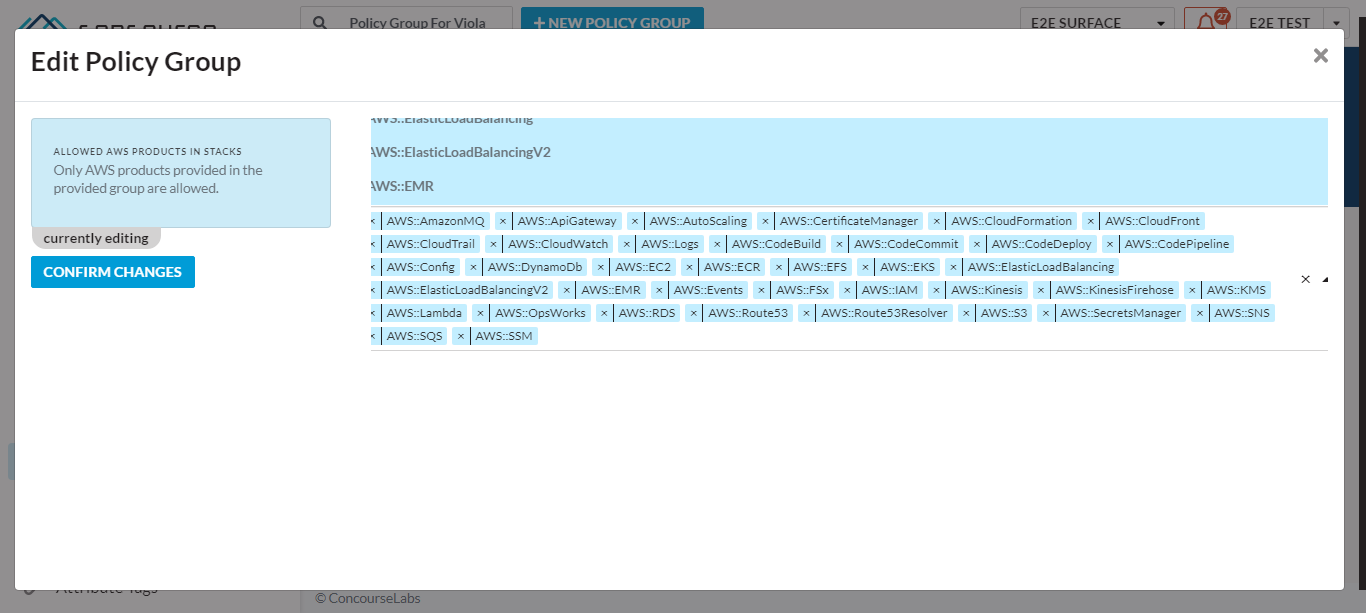 Policy Group For Viola
+ NEW POLICY GROUP
E2E SURFACE
27
E2E TEST
Edit Policy Group
ALLOWED AWS PRODUCTS IN STACKS
Only AWS products provided in the
provided group are allowed.
currently editing
CONFIRM CHANGES
AWS::ElasticLoadBalancing
AWS::ElasticLoadBalancingV2
AWS::EMR
× AWS::AmazonMQ × AWS::ApiGateway × AWS::AutoScaling × AWS::CertificateManager × AWS::CloudFormation × AWS::CloudFront
× AWS::CloudTrail × AWS::CloudWatch × AWS::Logs × AWS::CodeBuild × AWS::CodeCommit × AWS::CodeDeploy × AWS::CodePipeline
× AWS::Config × AWS::DynamoDb × AWS::EC2 × AWS::ECR × AWS::EFS × AWS::EKS × AWS::ElasticLoadBalancing
× AWS::ElasticLoadBalancingV2 × AWS::EMR × AWS::Events × AWS::FSx × AWS::IAM × AWS::Kinesis × AWS::KinesisFirehose × AWS::KMS
× AWS::Lambda × AWS::OpsWorks × AWS::RDS × AWS::Route53 × AWS::Route53Resolver × AWS::S3 × AWS::SecretsManager × AWS::SNS
× AWS::SQS × AWS::SSM
Attribute Tags
© ConcourseLabs